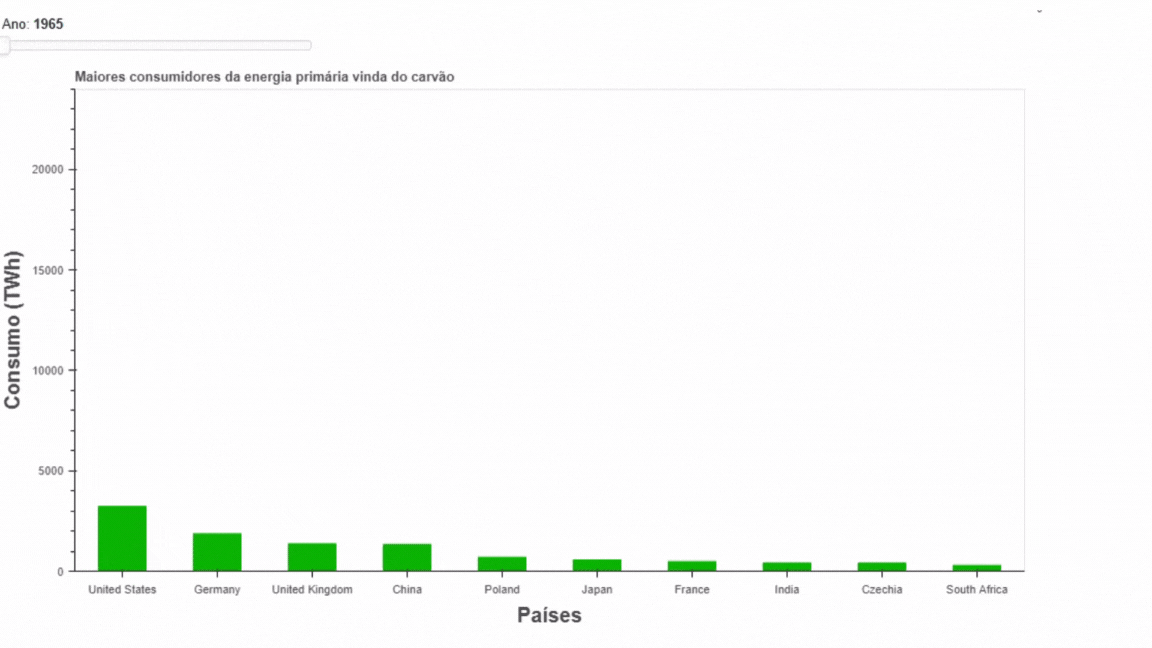 Ano: 1965
Maiores consumidores da energia primária vinda do carvão
20000
15000
10000
5000
0
Consumo (TWh)
United States Germany United Kingdom China Poland Japan France India Czechia South Africa
Países